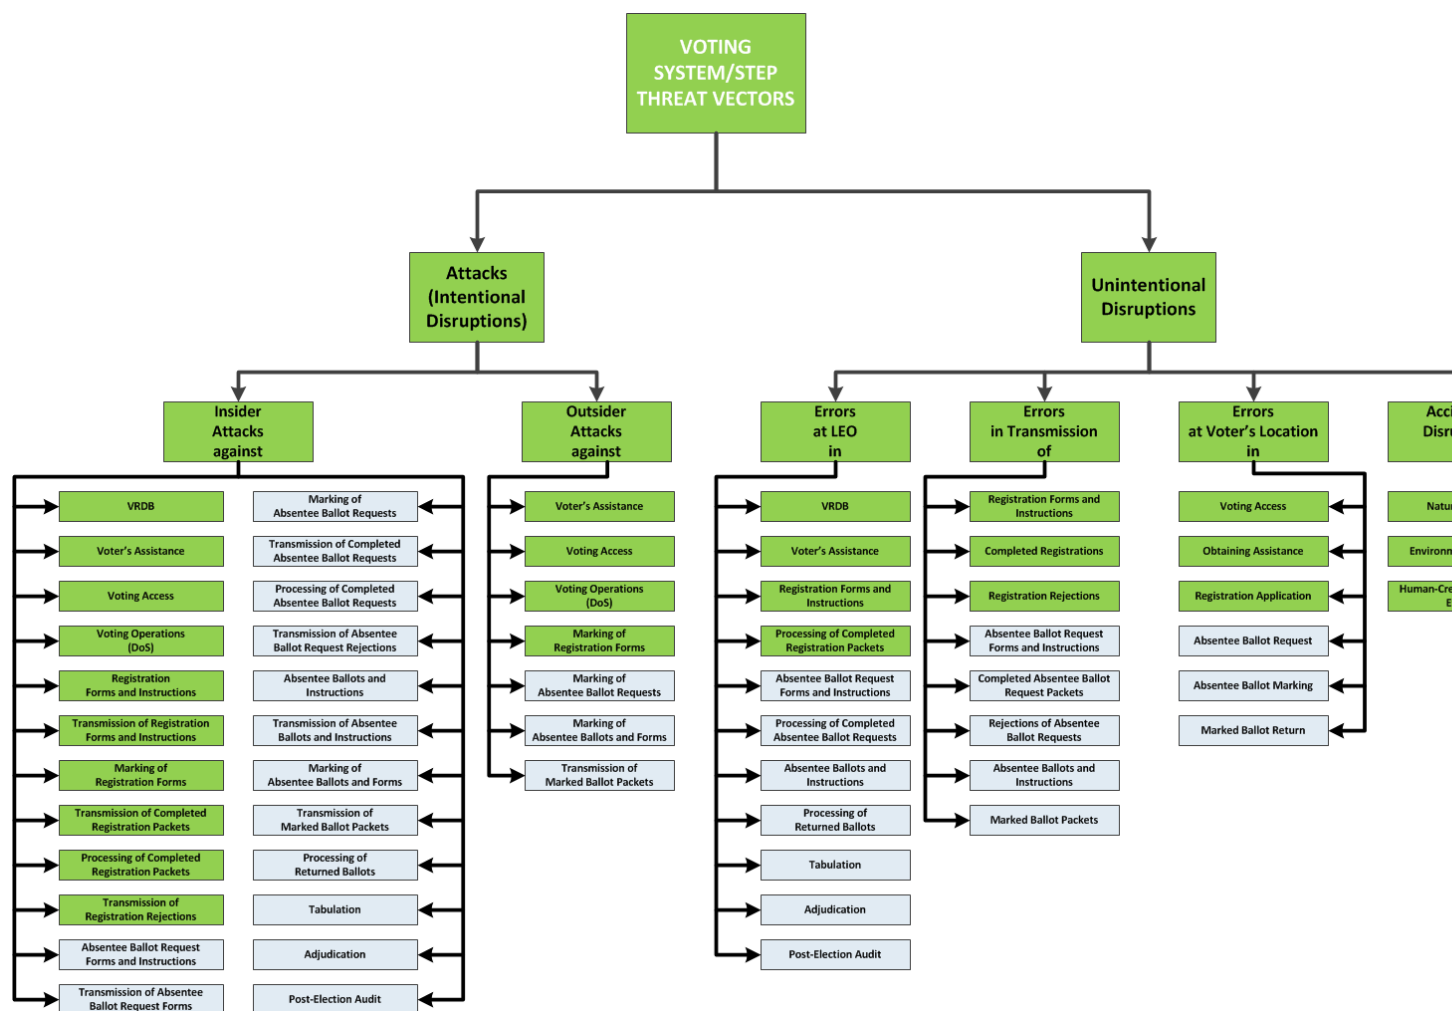 VOTING
SYSTEM/STEP
THREAT VECTORS
Attacks
(Intentional
Disruptions)
Unintentional
Disruptions
Insider
Attacks
against
Outsider
Attacks
against
Errors
at LEO
in
Errors
in Transmission
of
Errors
at Voter's Location
in
VRDB
Voter's Assistance
Voting Access
Voting Operations
(DoS)
Registration
Forms and Instructions
Transmission of Registration
Forms and Instructions
Marking of
Registration Forms
Transmission of Completed
Registration Packets
Processing of Completed
Registration Packets
Transmission of
Registration Rejections
Absentee Ballot Request
Forms and Instructions
Transmission of Absentee
Ballot Request Forms
Marking of
Absentee Ballot Requests
Transmission of Completed
Absentee Ballot Requests
Processing of Completed
Absentee Ballot Requests
Transmission of Absentee
Ballot Request Rejections
Absentee Ballots and
Instructions
Transmission of Absentee
Ballots and Instructions
Marking of
Absentee Ballots and Forms
Transmission of
Marked Ballot Packets
Processing of
Returned Ballots
Tabulation
Adjudication
Post-Election Audit
Voter's Assistance
Voting Access
Voting Operations
(DoS)
Marking of
Registration Forms
Marking of
Absentee Ballot Requests
Marking of
Absentee Ballots and Forms
Transmission of
Marked Ballot Packets
VRDB
Voter's Assistance
Registration Forms and
Instructions
Processing of Completed
Registration Packets
Absentee Ballot Request
Forms and Instructions
Processing of Completed
Absentee Ballot Requests
Absentee Ballots and
Instructions
Processing of
Returned Ballots
Tabulation
Adjudication
Post-Election Audit
Registration Forms and
Instructions
Completed Registrations
Registration Rejections
Absentee Ballot Request
Forms and Instructions
Completed Absentee Ballot
Request Packets
Rejections of Absentee
Ballot Requests
Absentee Ballots and
Instructions
Marked Ballot Packets
Voting Access
Obtaining Assistance
Registration Application
Absentee Ballot Request
Absentee Ballot Marking
Marked Ballot Return